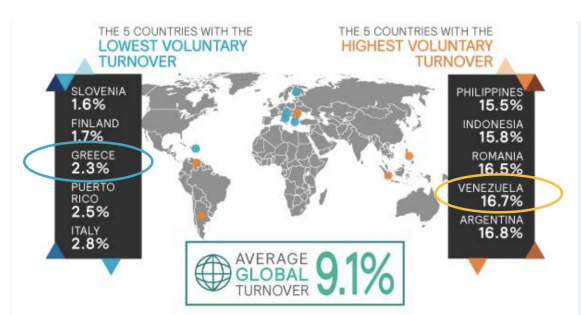 THE 5 COUNTRIES WITH THE
LOWEST VOLUNTARY
TURNOVER
SLOVENIA
1.6%
FINLAND
1.7%
GREECE
2.3%
PUERTO
RICO
2.5%
ITALY
2.8%
THE 5 COUNTRIES WITH THE
HIGHEST VOLUNTARY
TURNOVER
PHILIPPINES
15.5%
INDONESIA
15.8%
ROMANIA
16.5%
VENEZUELA
16.7%
ARGENTINA
16.8%
AVERAGE
GLOBAL
TURNOVER
9.1%